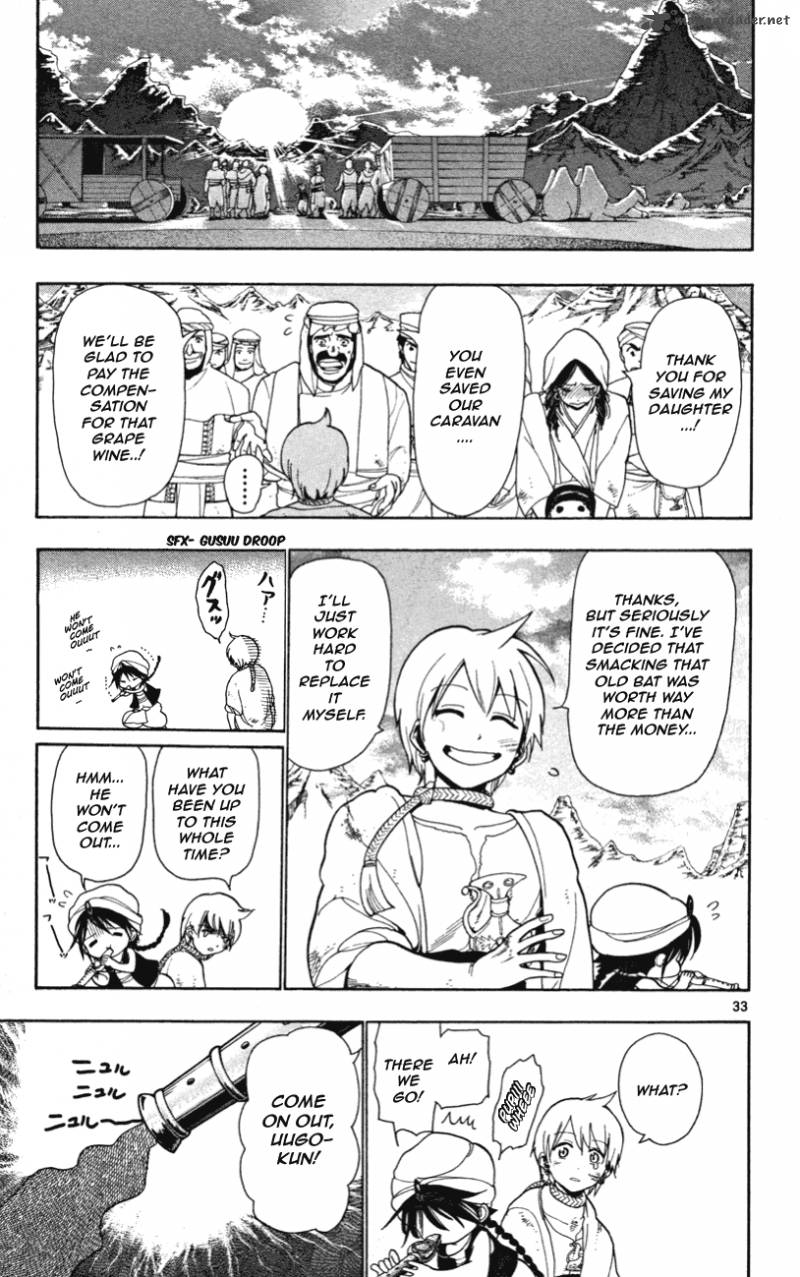 THANK
YOU FOR
SAVING MY
DAUGHTER
...!
YOU
EVEN
SAVED
OUR
CARAVAN
....
WE'LL BE
GLAD TO
PAY THE
COMPEN-
SATION
FOR THAT
GRAPE
WINE..!
......
SFX- GUSUU DROOP
THANKS,
BUT SERIOUSLY
IT'S FINE. I'VE
DECIDED THAT
SMACKING THAT
OLD BAT WAS
WORTH WAY
MORE THAN
THE MONEY...
I'LL
JUST
WORK
HARD
TO
REPLACE
IT
MYSELF.
ハァ…
グスッ
HE
WON'T
COME
OUUUT
WON'T
COME
OUUUT
WHAT
HAVE YOU
BEEN UP
TO THIS
WHOLE
TIME?
HMM...
HE
WON'T
COME
OUT...
33
WHAT?
PURIII
WHEEE
AH!
THERE
WE
GO!
COME
ON OUT,
UUGO-
KUN!
ニュル
ニュル
ニュル〜